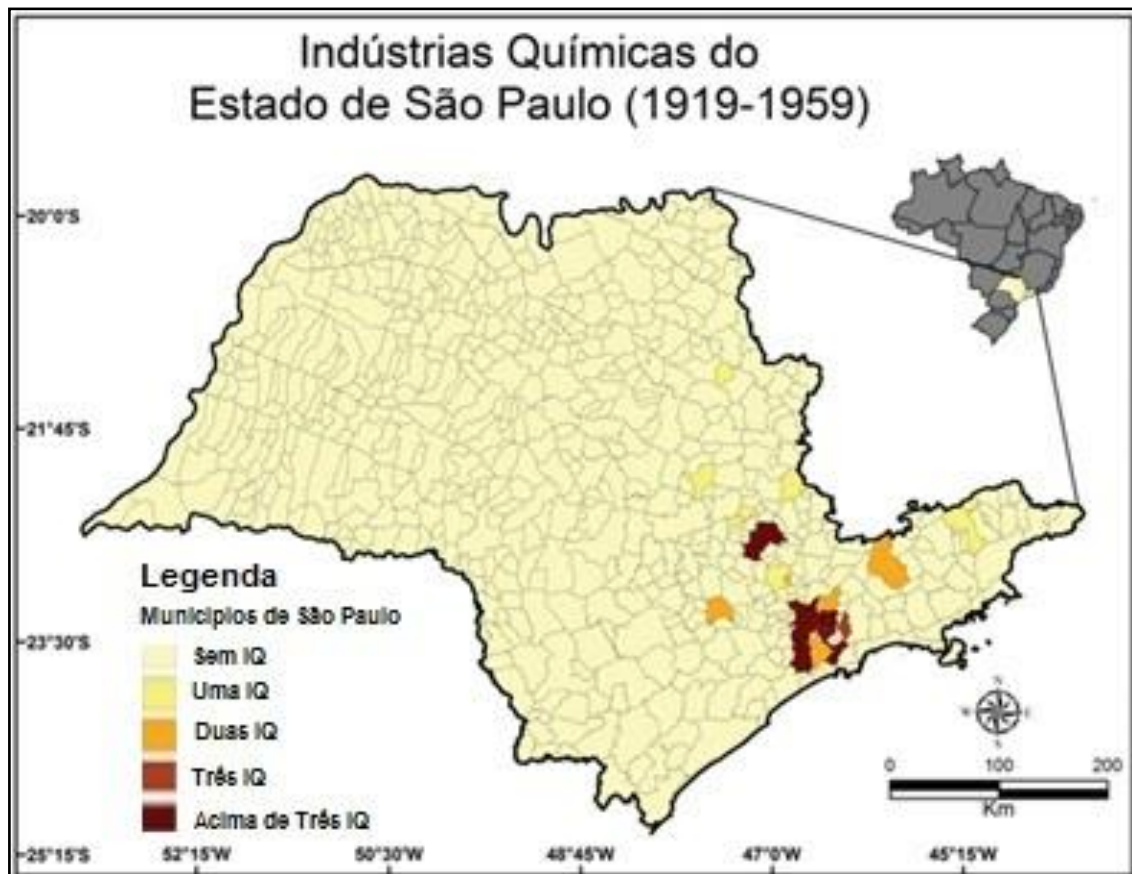 Indústrias Químicas do
Estado de São Paulo (1919-1959)
20°0'S
21°45'S
23°30'S
25°15'S
Legenda
Municípios de São Paulo
Sem IQ
Uma IQ
Duas IQ
Três IQ
Acima de Três IQ
N
0 100 200
Km
52°15'W 50°30'W 48°45'W 47°0'W 45°15'W